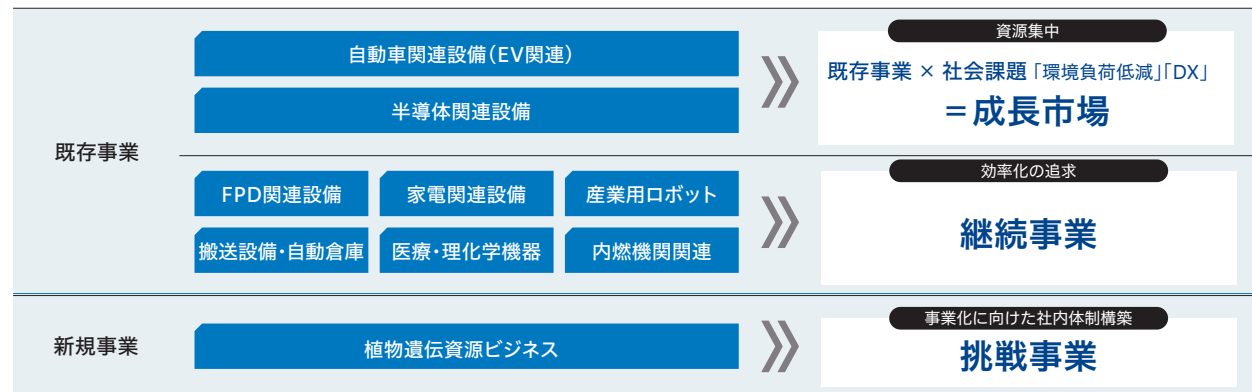 既存事業
自動車関連設備（EV関連）
半導体関連設備
資源集中
既存事業 × 社会課題「環境負荷低減」「DX」
＝成長市場
FPD関連設備
家電関連設備
産業用ロボット
搬送設備・自動倉庫
医療・理化学機器
内燃機関関連
効率化の追求
継続事業
新規事業
植物遺伝資源ビジネス
事業化に向けた社内体制構築
挑戦事業